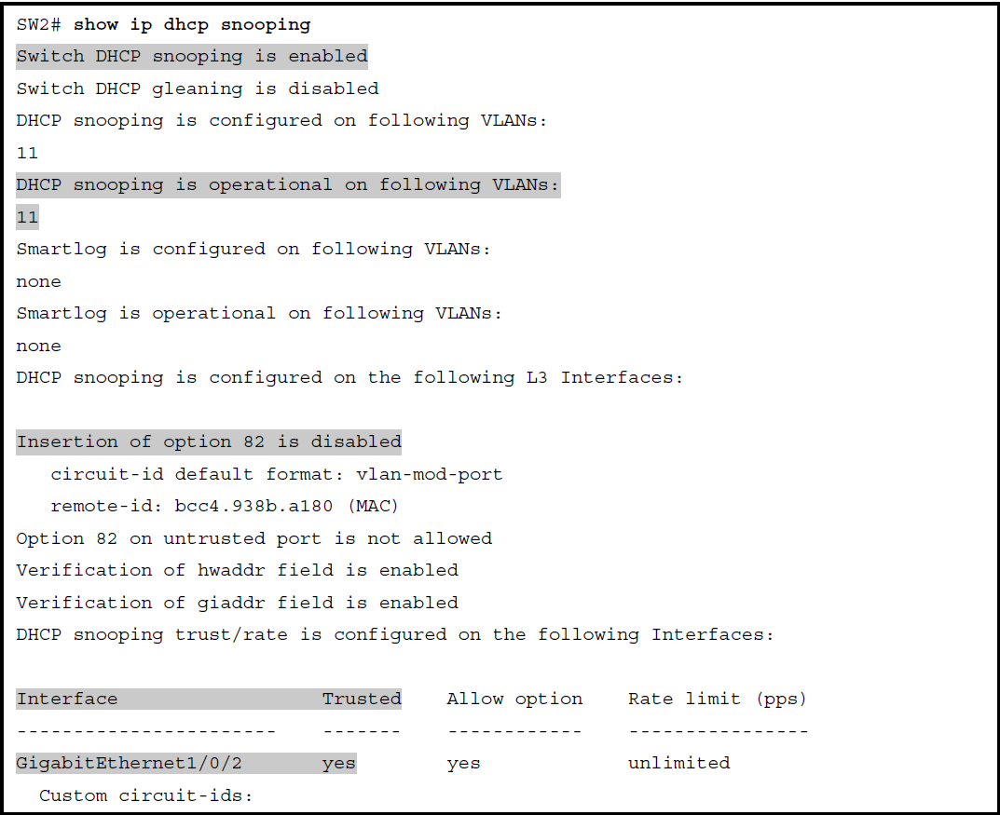 SW2# show ip dhcp snooping
Switch DHCP snooping is enabled
Switch DHCP gleaning is disabled
DHCP snooping is configured on following VLANs:
11
DHCP snooping is operational on following VLANs:
11
Smartlog is configured on following VLANs:
none
Smartlog is operational on following VLANs:
none
DHCP snooping is configured on the following L3 Interfaces:

Insertion of option 82 is disabled
   circuit-id default format: vlan-mod-port
   remote-id: bcc4.938b.a180 (MAC)
Option 82 on untrusted port is not allowed
Verification of hwaddr field is enabled
Verification of giaddr field is enabled
DHCP snooping trust/rate is configured on the following Interfaces:

Interface                  Trusted    Allow option    Rate limit (pps)
-----------------------    -------    ------------    ----------------
GigabitEthernet1/0/2       yes        yes             unlimited
  Custom circuit-ids: